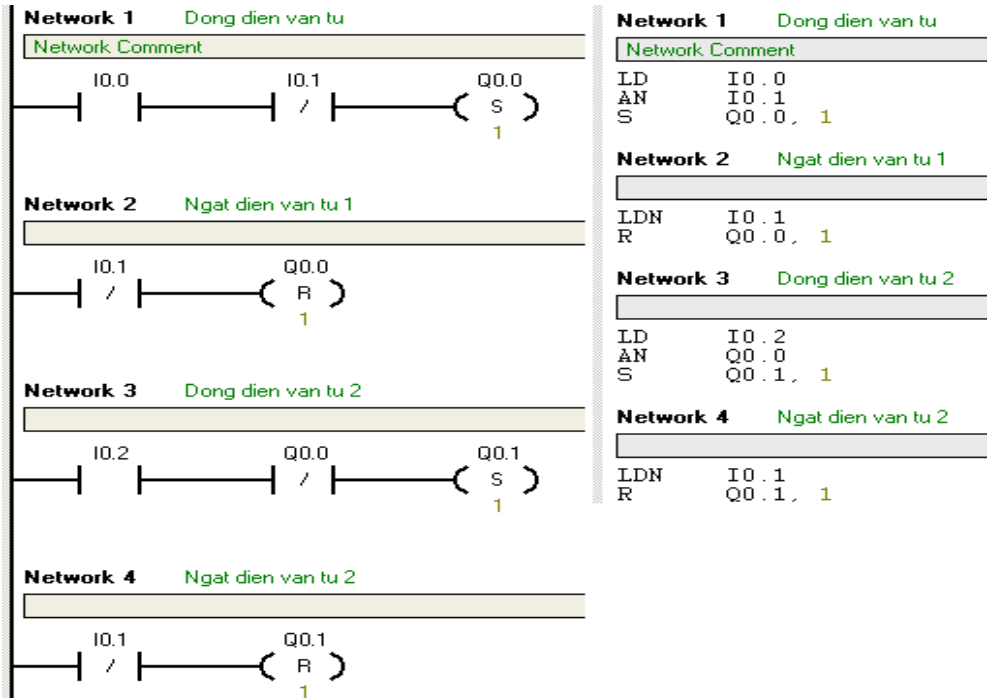 Network 1 Dong dien van tu
Network Comment
I0.0 I0.1 Q0.0
/ S
1
Network 2 Ngat dien van tu 1
I0.1 Q0.0
/ R
1
Network 3 Dong dien van tu 2
I0.2 Q0.0 Q0.1
/ S
1
Network 4 Ngat dien van tu 2
I0.1 Q0.1
/ R
1
Network 1 Dong dien van tu
Network Comment
LD I0.0
AN I0.1
S Q0.0, 1
Network 2 Ngat dien van tu 1
LDN I0.1
R Q0.0, 1
Network 3 Dong dien van tu 2
LD I0.2
AN Q0.0
S Q0.1, 1
Network 4 Ngat dien van tu 2
LDN I0.1
R Q0.1, 1